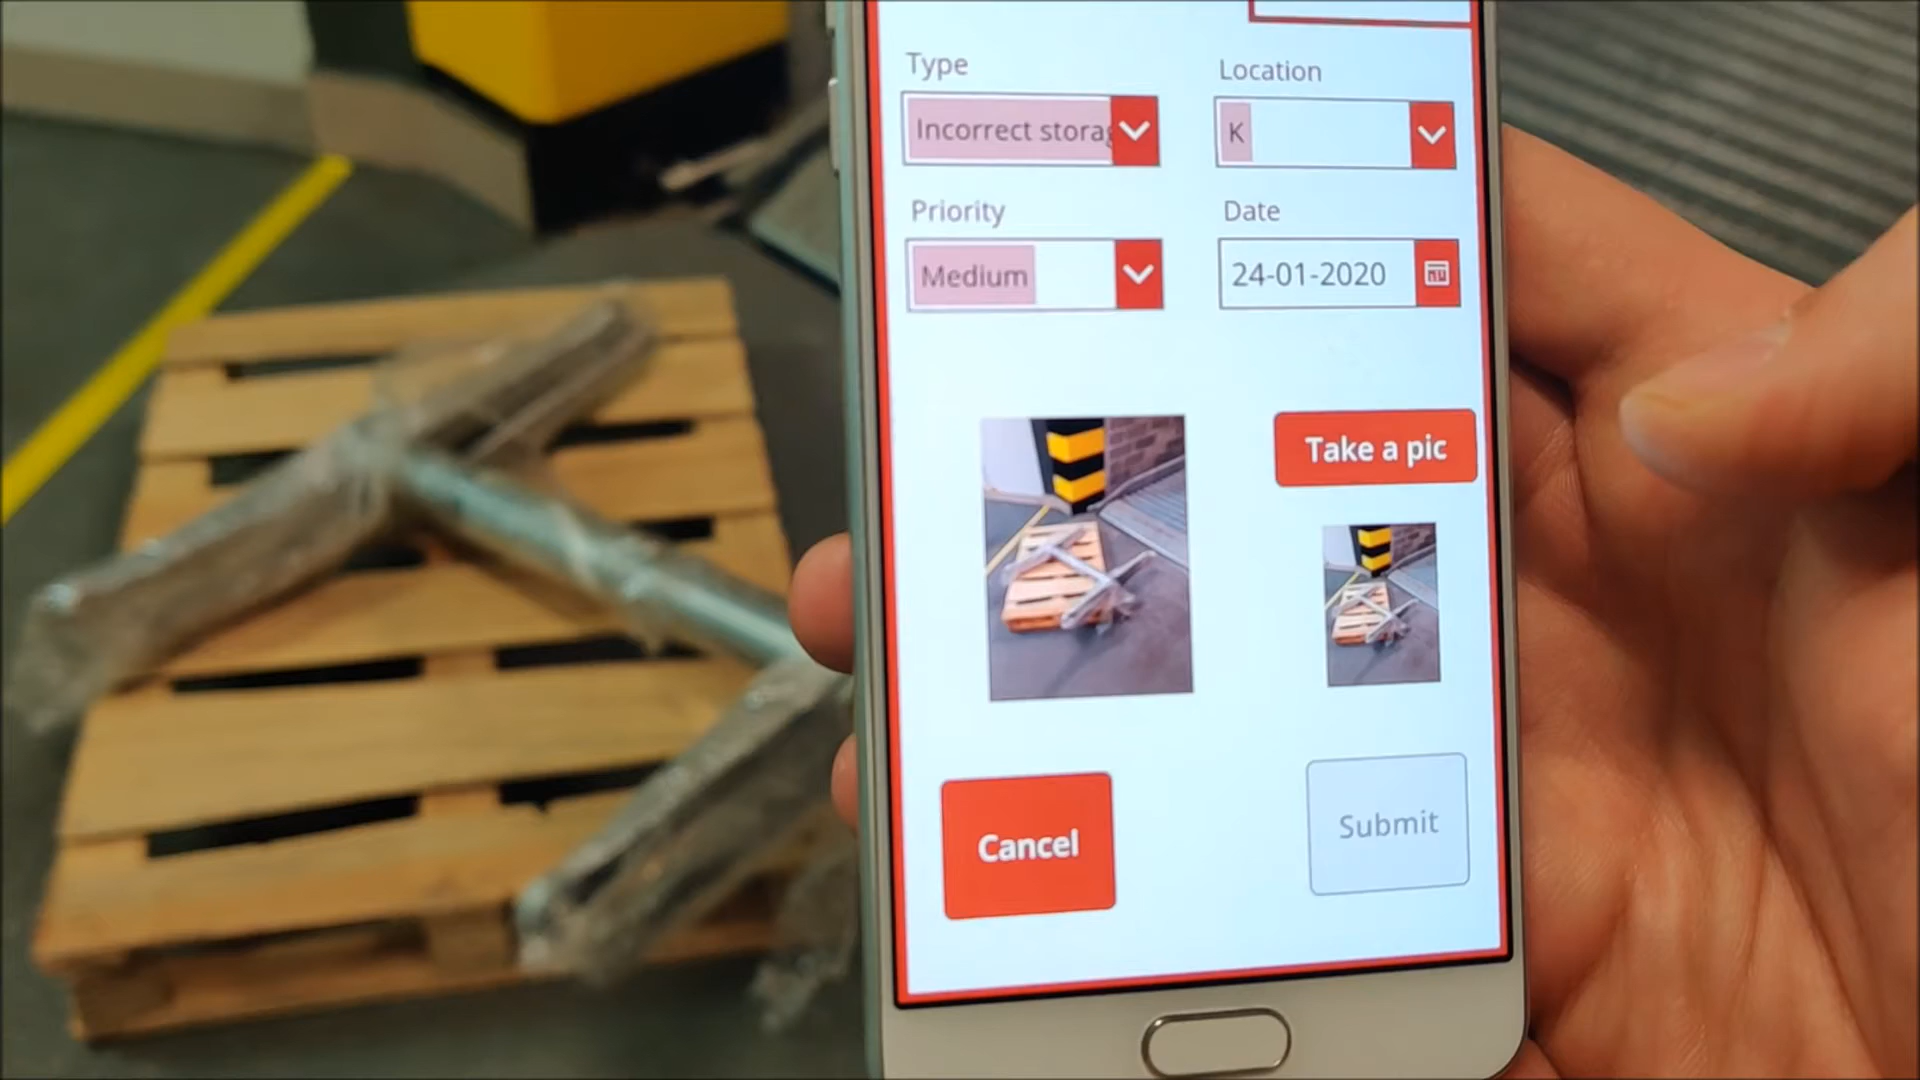 Type
Location
Incorrect storag
K
Priority
Date
Medium
24-01-2020
Take a pic
Cancel
Submit